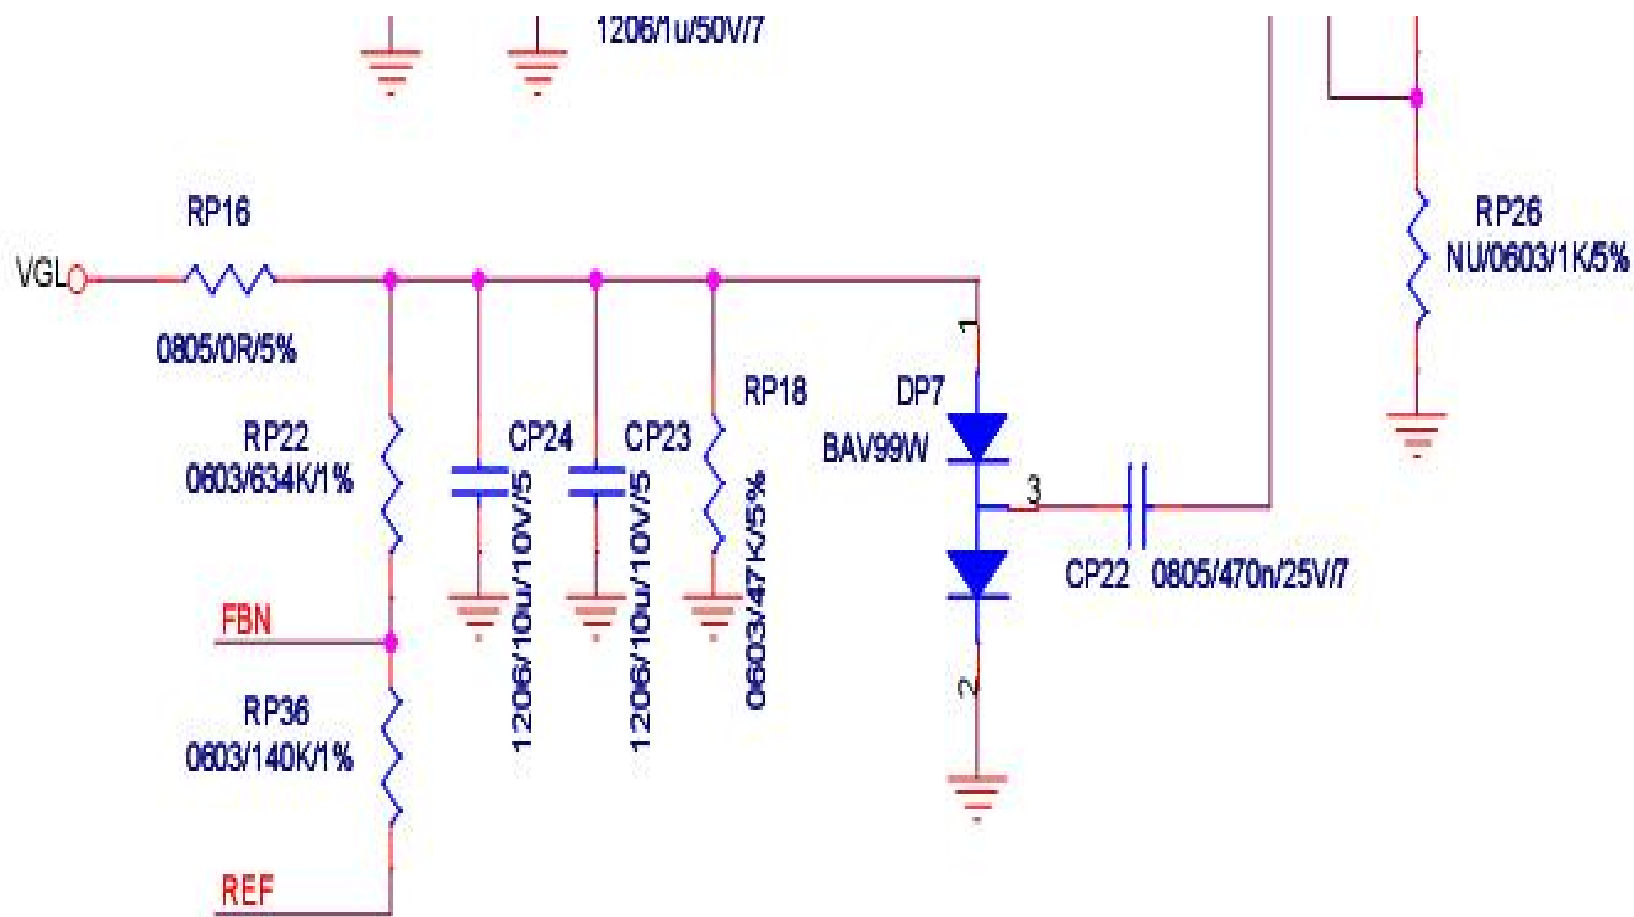 1206/1u/50V/7
RP16
VGL
0805/0R/5%
RP26
NU/0603/1K/5%
1
RP18
DP7
BAV99W
RP22
0603/634K/1%
CP24
CP23
1206/10u/10V/5
1206/10u/10V/5
0603/47K/5%
3
CP22 0805/470n/25V/7
FBN
2
RP36
0603/140K/1%
REF